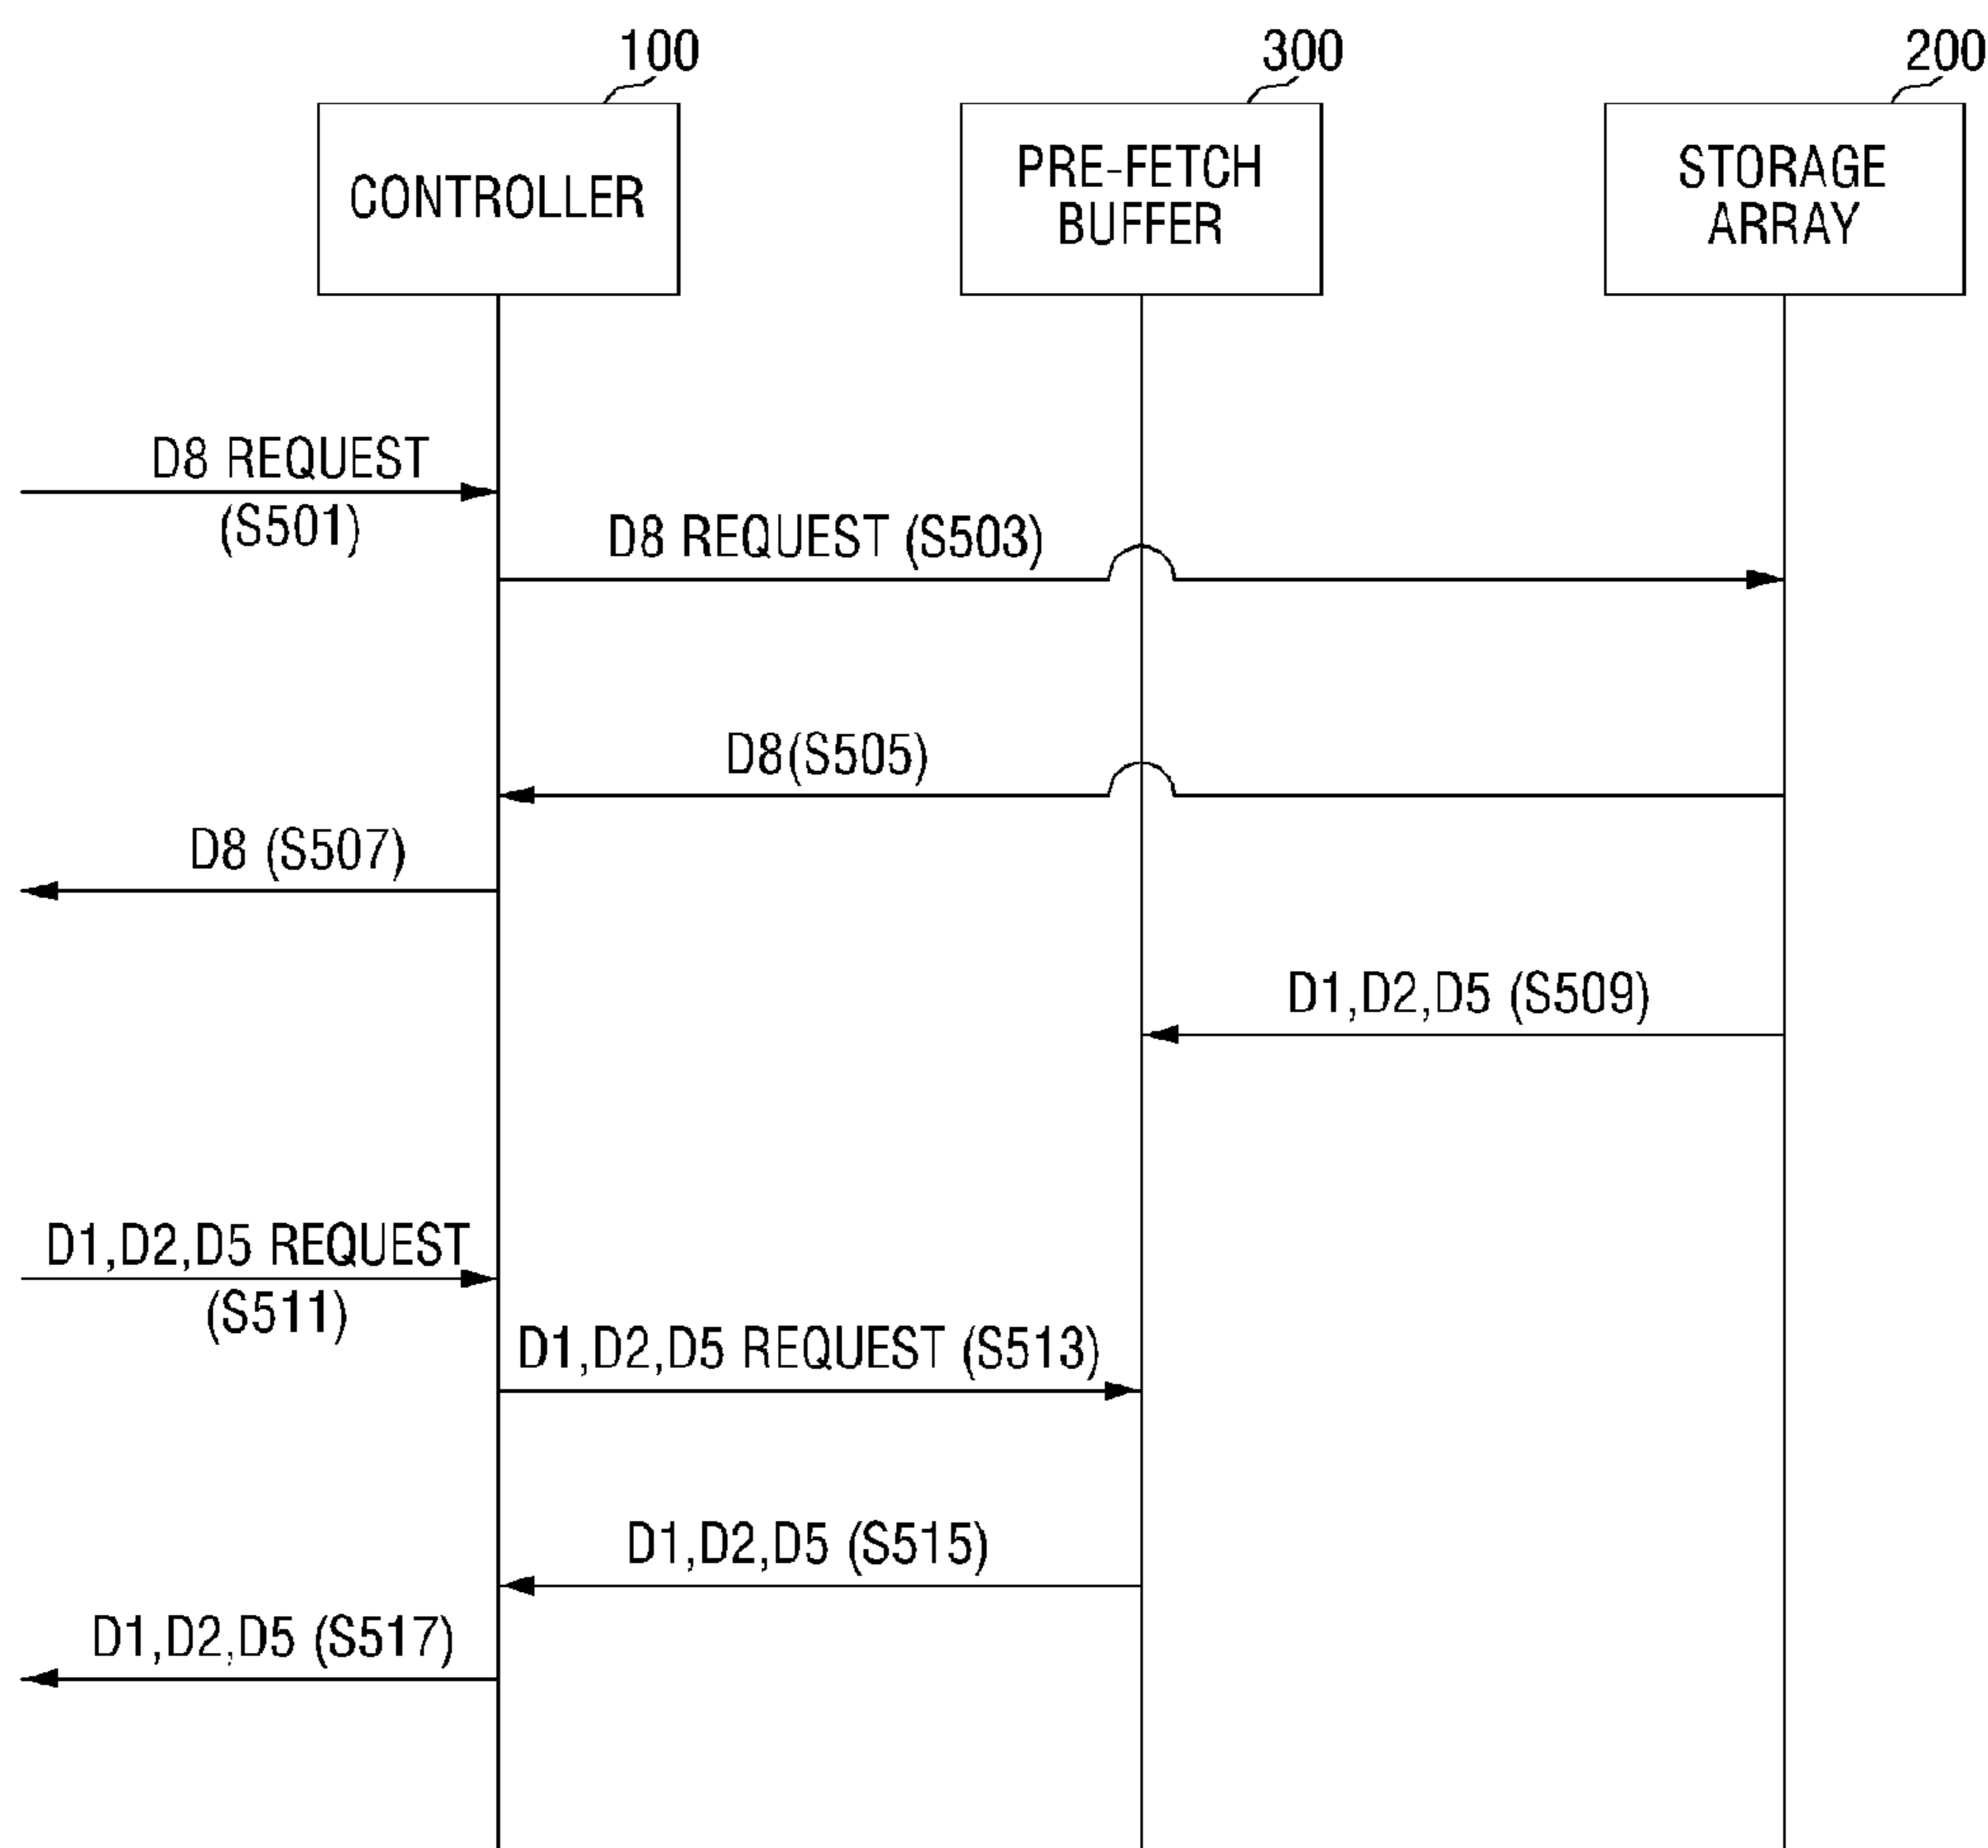 100
300
200
CONTROLLER
PRE-FETCH
BUFFER
STORAGE
ARRAY
D8 REQUEST
(S501)
D8 REQUEST (S503)
D8(S505)
D8 (S507)
D1,D2,D5 (S509)
D1,D2,D5 REQUEST
(S511)
D1,D2,D5 REQUEST (S513)
D1,D2,D5 (S515)
D1,D2,D5 (S517)